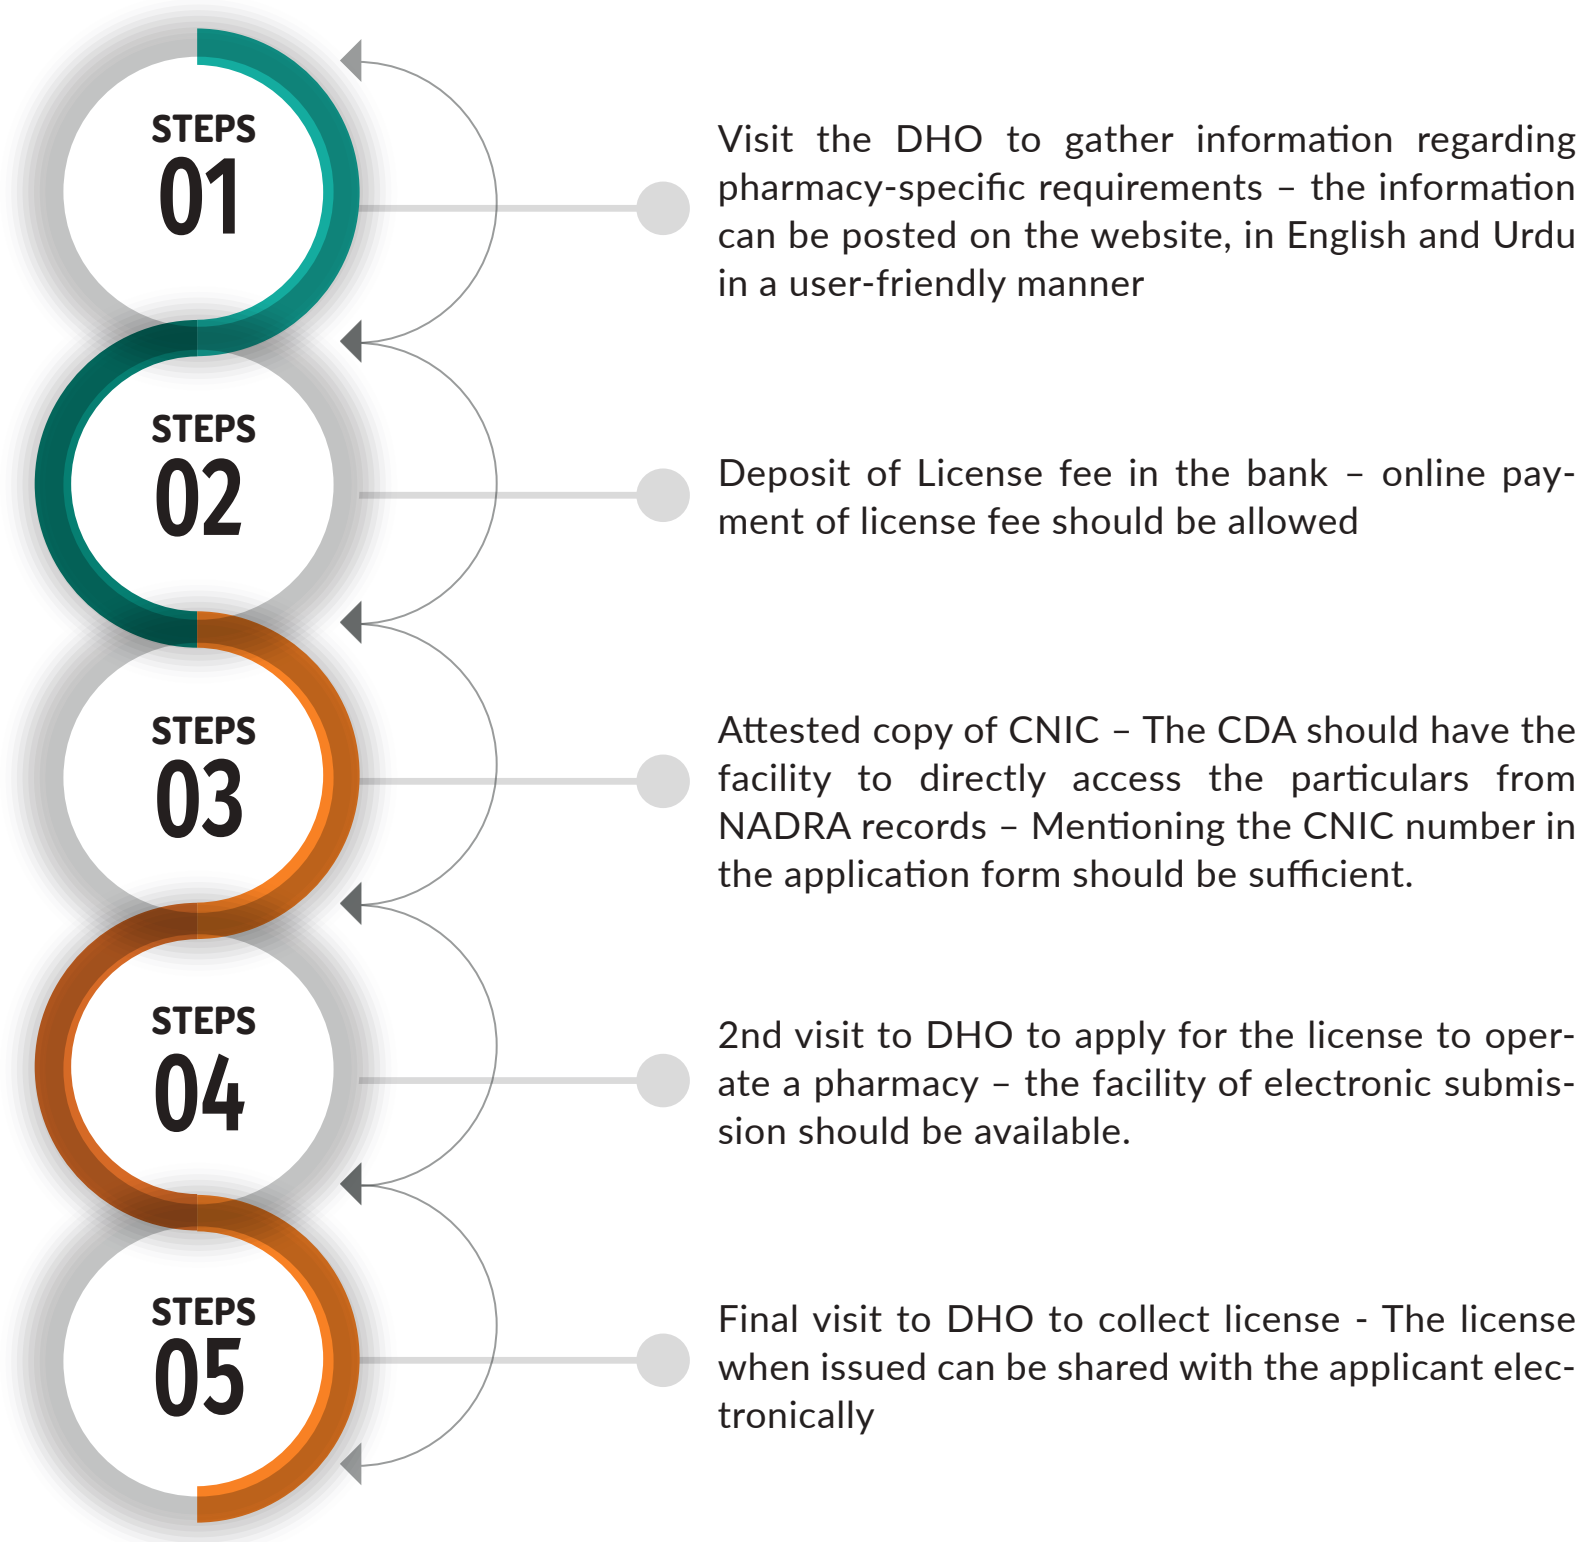 STEPS
01
Visit the DHO to gather information regarding
pharmacy-specific requirements – the information
can be posted on the website, in English and Urdu
in a user-friendly manner
STEPS
02
Deposit of License fee in the bank – online pay-
ment of license fee should be allowed
STEPS
03
Attested copy of CNIC – The CDA should have the
facility to directly access the particulars from
NADRA records – Mentioning the CNIC number in
the application form should be sufficient.
STEPS
04
2nd visit to DHO to apply for the license to oper-
ate a pharmacy – the facility of electronic submis-
sion should be available.
STEPS
05
Final visit to DHO to collect license - The license
when issued can be shared with the applicant elec-
tronically